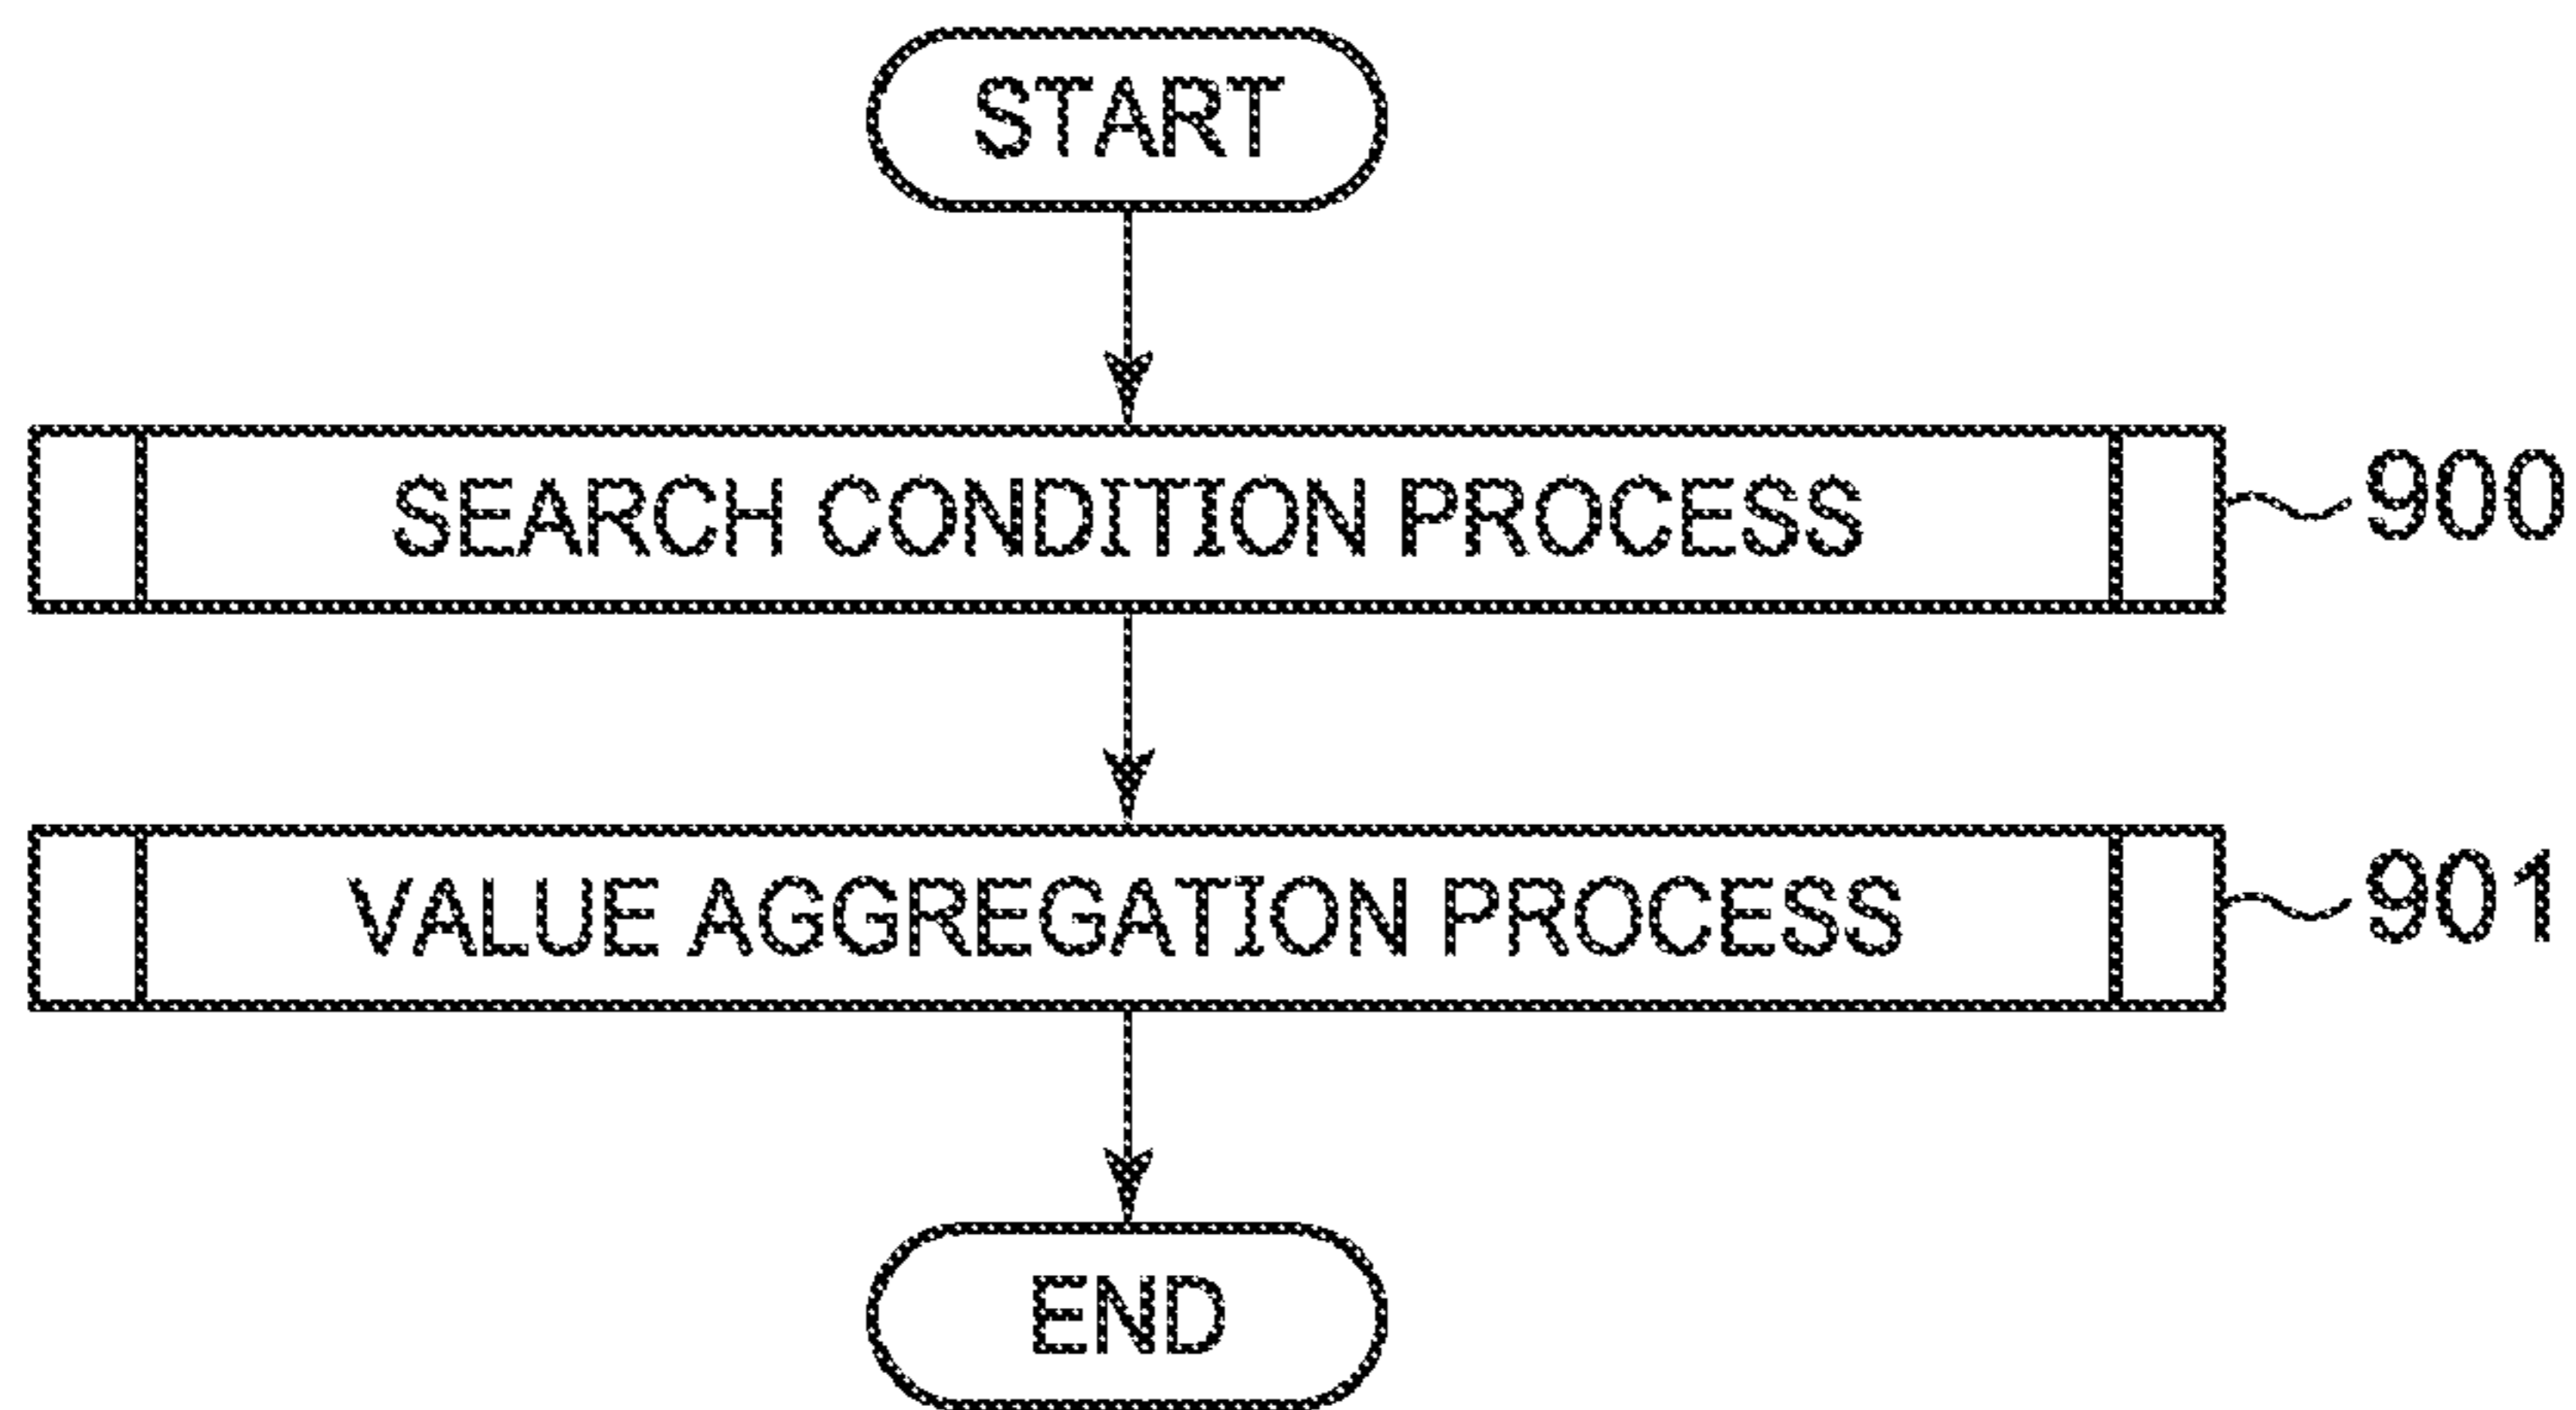 START
SEARCH CONDITION PROCESS
900
VALUE AGGREGATION PROCESS
901
END